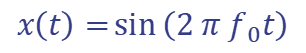 x(t) = sin (2 π f₀t)